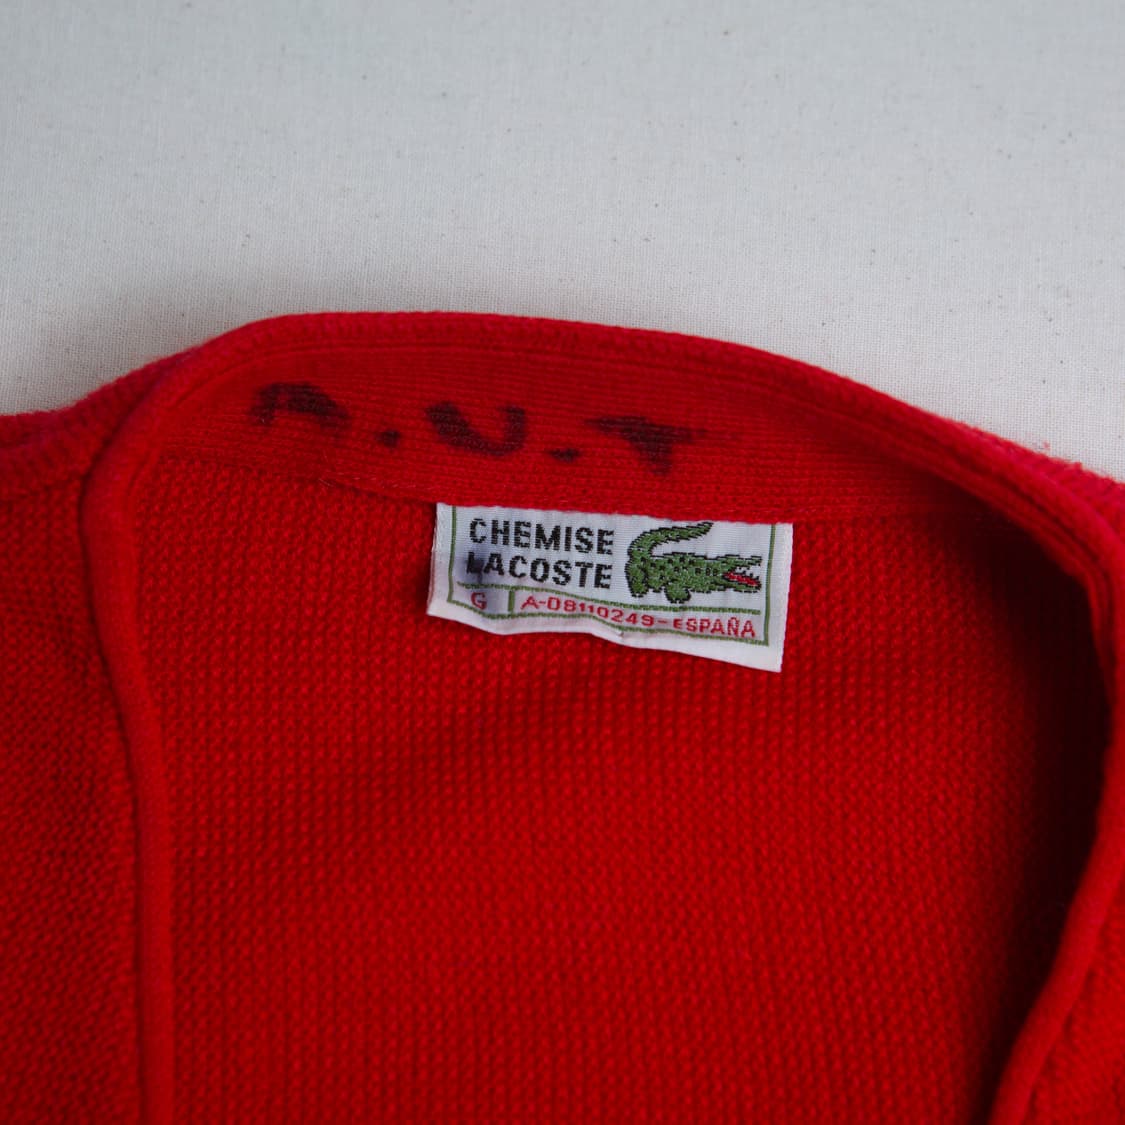 A.U.T
CHEMISE
LACOSTE
G A-08110249-ESPAÑA